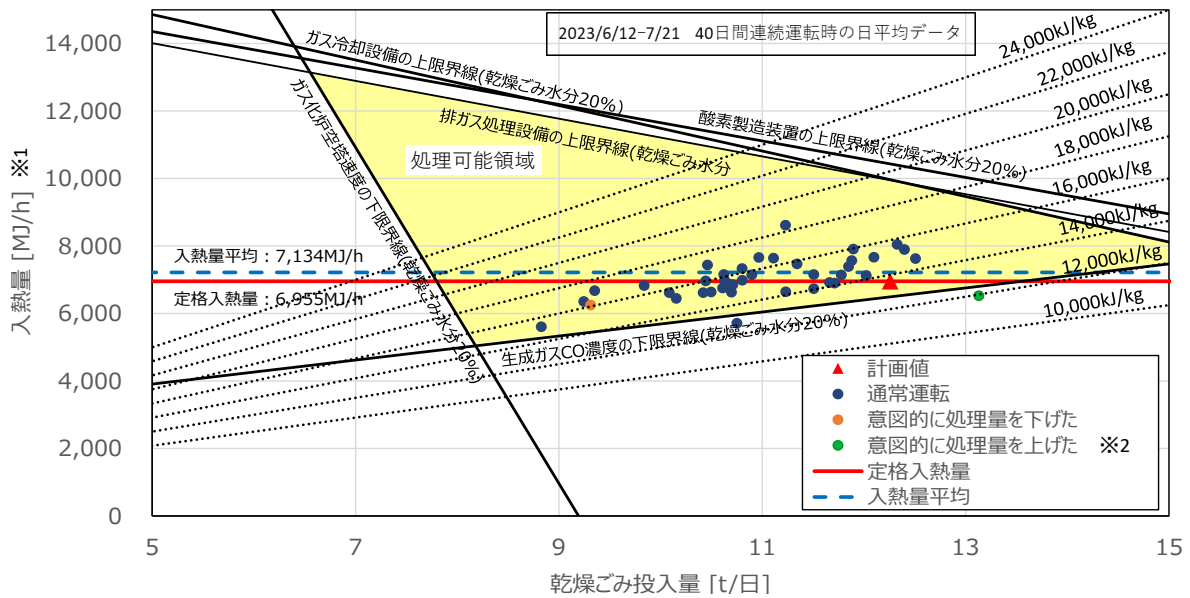 2023/6/12-7/21 40日間連続運転時の日平均データ
14,000
12,000
10,000
8,000
6,000
4,000
2,000
0
入熱量 [MJ/h] ※1
ガス冷却設備の上限界線(乾燥ごみ水分20%)
酸素製造装置の上限界線(乾燥ごみ水分20%)
排ガス処理設備の上限界線(乾燥ごみ水分
ガス化炉空塔速度の下限界線(乾燥ごみ水分20%)
処理可能領域
入熱量平均：7,134MJ/h
定格入熱量：6,955MJ/h
生成ガスCO濃度の下限界線(乾燥ごみ水分20%)
24,000kJ/kg
22,000kJ/kg
20,000kJ/kg
18,000kJ/kg
16,000kJ/kg
14,000kJ/kg
12,000kJ/kg
10,000kJ/kg
計画値
通常運転
意図的に処理量を下げた
意図的に処理量を上げた ※2
定格入熱量
入熱量平均
5 7 9 11 13 15
乾燥ごみ投入量 [t/日]